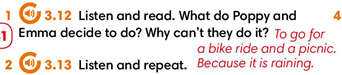 1 3.12 Listen and read. What do Poppy and 4
1 Emma decide to do? Why can't they do it? To go for
a bike ride and a picnic.
2 3.13 Listen and repeat. Because it is raining.